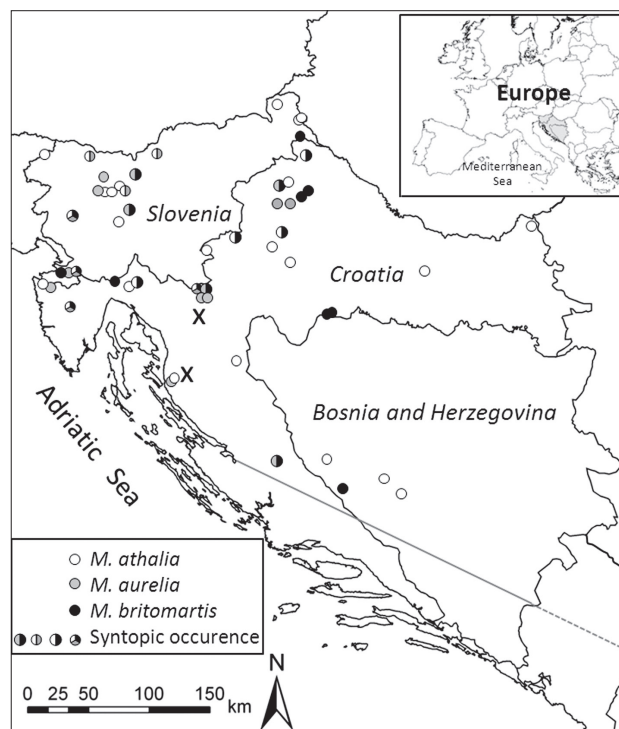 Europe
Mediterranean
Sea
Slovenia
Croatia
X
X
Bosnia and Herzegovina
Adriatic Sea
M. athalia
M. aurelia
M. britomartis
Syntopic occurence
N
0 25 50 100 150
km